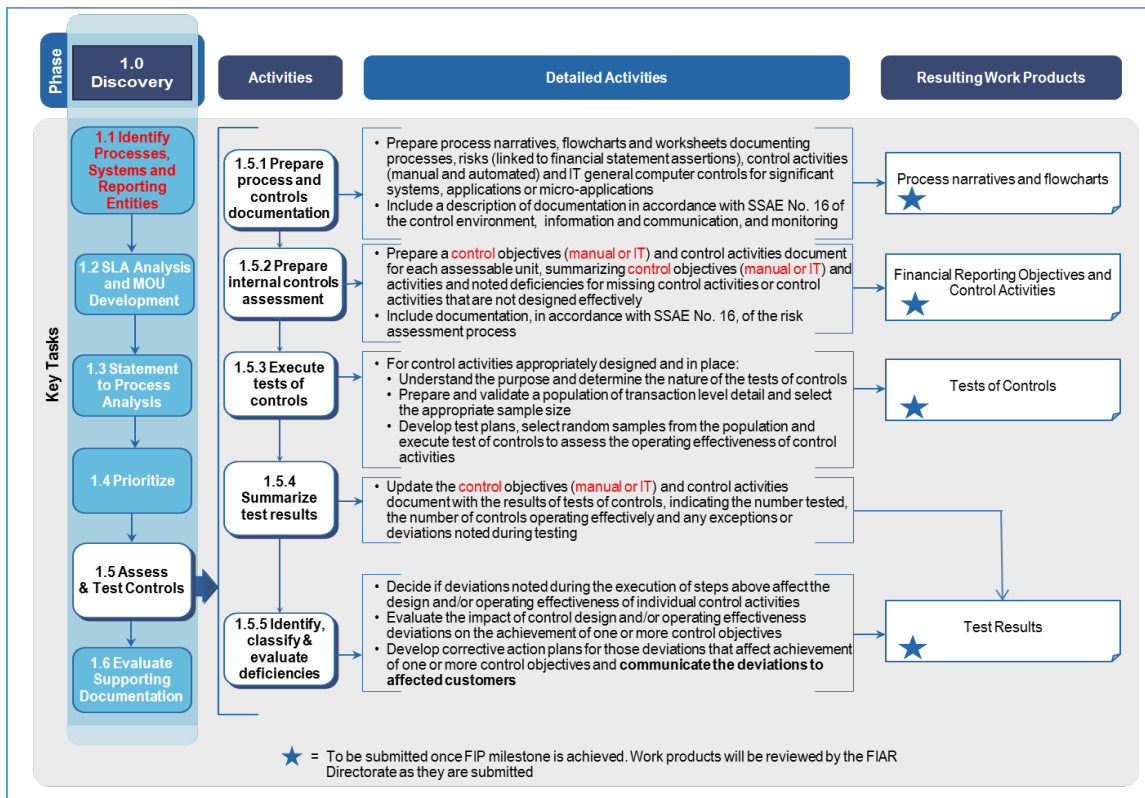 Phase
1.0
Discovery
Activities
Detailed Activities
Resulting Work Products
Key Tasks
1.1 Identify
Processes,
Systems and
Reporting
Entities
1.2 SLA Analysis
and MOU
Development
1.3 Statement
to Process
Analysis
1.4 Prioritize
1.5 Assess
& Test Controls
1.6 Evaluate
Supporting
Documentation
1.5.1 Prepare
process and
controls
documentation
• Prepare process narratives, flowcharts and worksheets documenting
processes, risks (linked to financial statement assertions), control activities
(manual and automated) and IT general computer controls for significant
systems, applications or micro-applications
• Include a description of documentation in accordance with SSAE No. 16 of
the control environment, information and communication, and monitoring
Process narratives and flowcharts
1.5.2 Prepare
internal controls
assessment
• Prepare a control objectives (manual or IT) and control activities document
for each assessable unit, summarizing control objectives (manual or IT) and
activities and noted deficiencies for missing control activities or control
activities that are not designed effectively
• Include documentation, in accordance with SSAE No. 16, of the risk
assessment process
Financial Reporting Objectives and
Control Activities
1.5.3 Execute
tests of
controls
• For control activities appropriately designed and in place:
• Understand the purpose and determine the nature of the tests of controls
• Prepare and validate a population of transaction level detail and select
the appropriate sample size
• Develop test plans, select random samples from the population and
execute test of controls to assess the operating effectiveness of control
activities
Tests of Controls
1.5.4
Summarize
test results
• Update the control objectives (manual or IT) and control activities
document with the results of tests of controls, indicating the number tested,
the number of controls operating effectively and any exceptions or
deviations noted during testing
1.5.5 Identify,
classify &
evaluate
deficiencies
• Decide if deviations noted during the execution of steps above affect the
design and/or operating effectiveness of individual control activities
• Evaluate the impact of control design and/or operating effectiveness
deviations on the achievement of one or more control objectives
• Develop corrective action plans for those deviations that affect achievement
of one or more control objectives and communicate the deviations to
affected customers
Test Results
= To be submitted once FIP milestone is achieved. Work products will be reviewed by the FIAR
Directorate as they are submitted